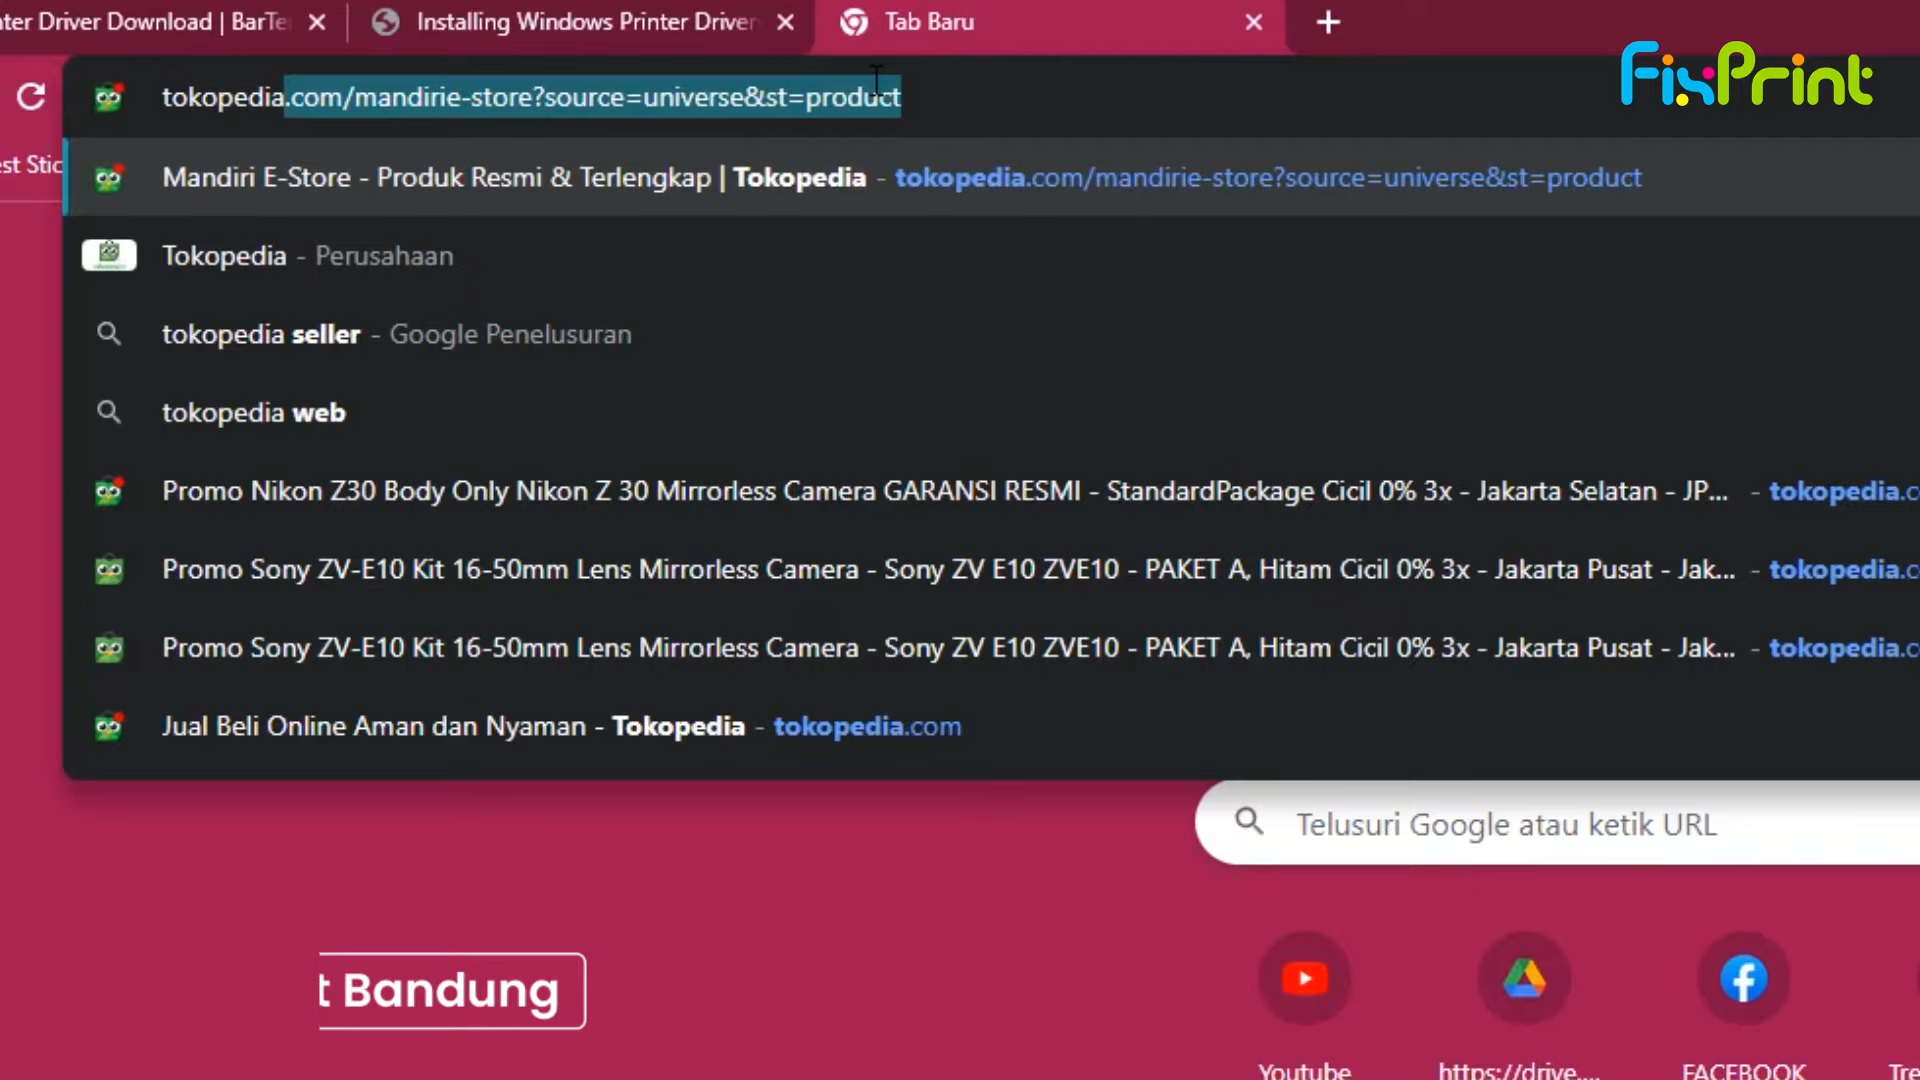 ter Driver Download | BarTe
Installing Windows Printer Driver
Tab Baru
FixPrint
tokopedia.com/mandirie-store?source=universe&st=product
est Stic
Mandiri E-Store - Produk Resmi & Terlengkap | Tokopedia - tokopedia.com/mandirie-store?source=universe&st=product
Tokopedia - Perusahaan
tokopedia seller - Google Penelusuran
tokopedia web
Promo Nikon Z30 Body Only Nikon Z 30 Mirrorless Camera GARANSI RESMI - StandardPackage Cicil 0% 3x - Jakarta Selatan - JP... - tokopedia.c
Promo Sony ZV-E10 Kit 16-50mm Lens Mirrorless Camera - Sony ZV E10 ZVE10 - PAKET A, Hitam Cicil 0% 3x - Jakarta Pusat - Jak... - tokopedia.c
Promo Sony ZV-E10 Kit 16-50mm Lens Mirrorless Camera - Sony ZV E10 ZVE10 - PAKET A, Hitam Cicil 0% 3x - Jakarta Pusat - Jak... - tokopedia.c
Jual Beli Online Aman dan Nyaman - Tokopedia - tokopedia.com
Telusuri Google atau ketik URL
t Bandung
Youtube
https://drive....
FACEBOOK
Tre